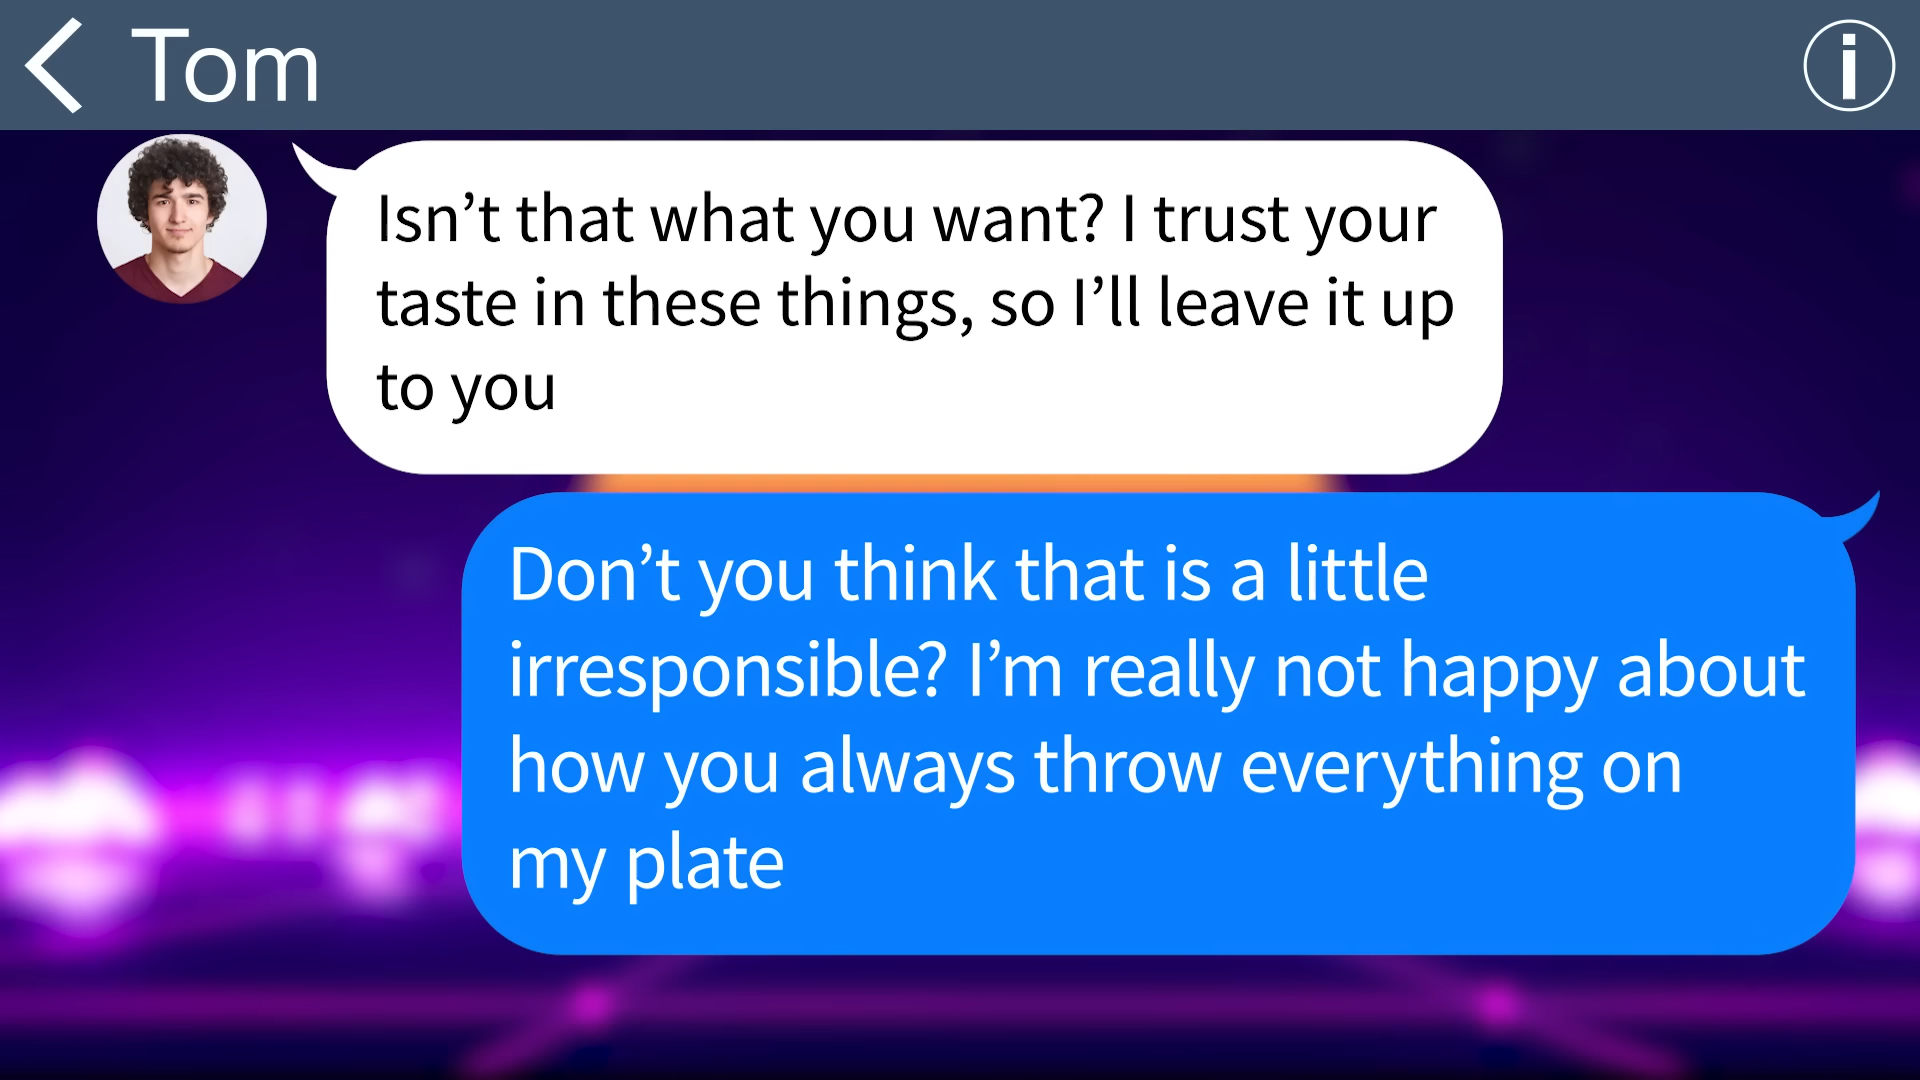 Tom
Isn’t that what you want? I trust your
taste in these things, so I’ll leave it up
to you
Don’t you think that is a little
irresponsible? I’m really not happy about
how you always throw everything on
my plate